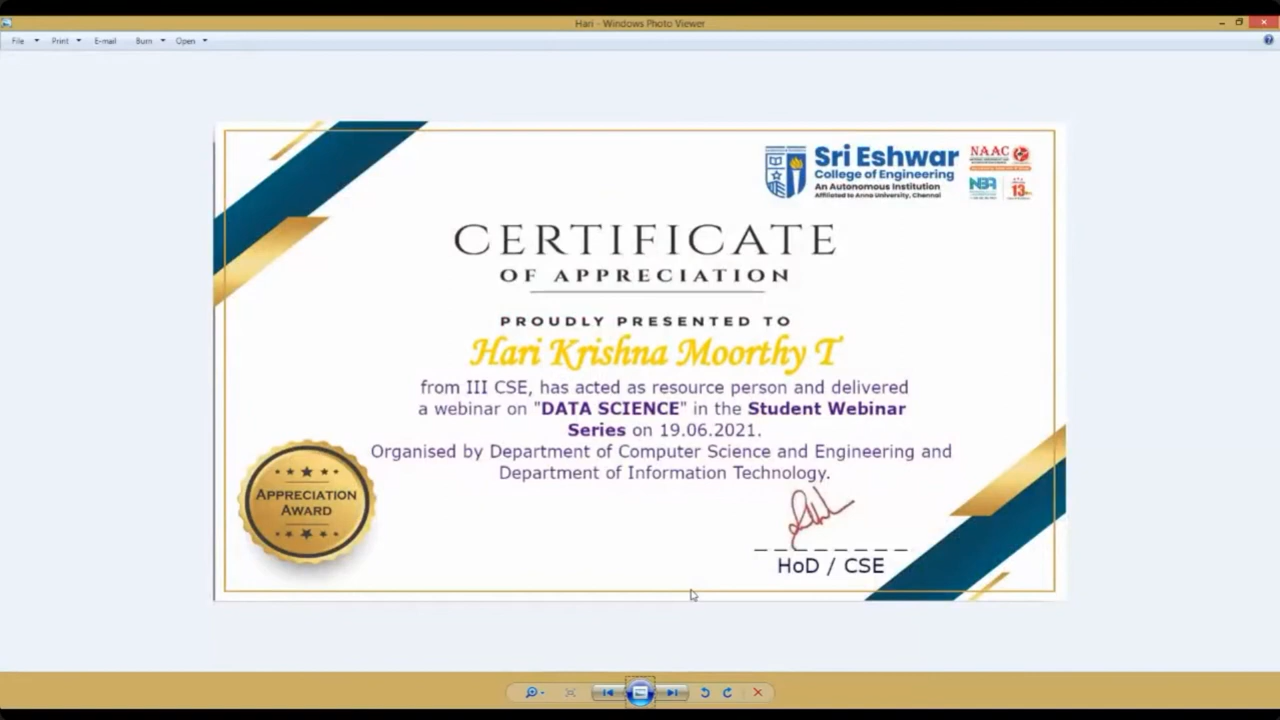 Hari - Windows Photo Viewer
File Print E-mail Burn Open
Sri Eshwar
College of Engineering
An Autonomous Institution
Affiliated to Anna University, Chennai
NAAC
NBA
13
CERTIFICATE
OF APPRECIATION
PROUDLY PRESENTED TO
Hari Krishna Moorthy T
from III CSE, has acted as resource person and delivered
a webinar on "DATA SCIENCE" in the Student Webinar
Series on 19.06.2021.
Organised by Department of Computer Science and Engineering and
Department of Information Technology.
APPRECIATION
AWARD
HoD / CSE